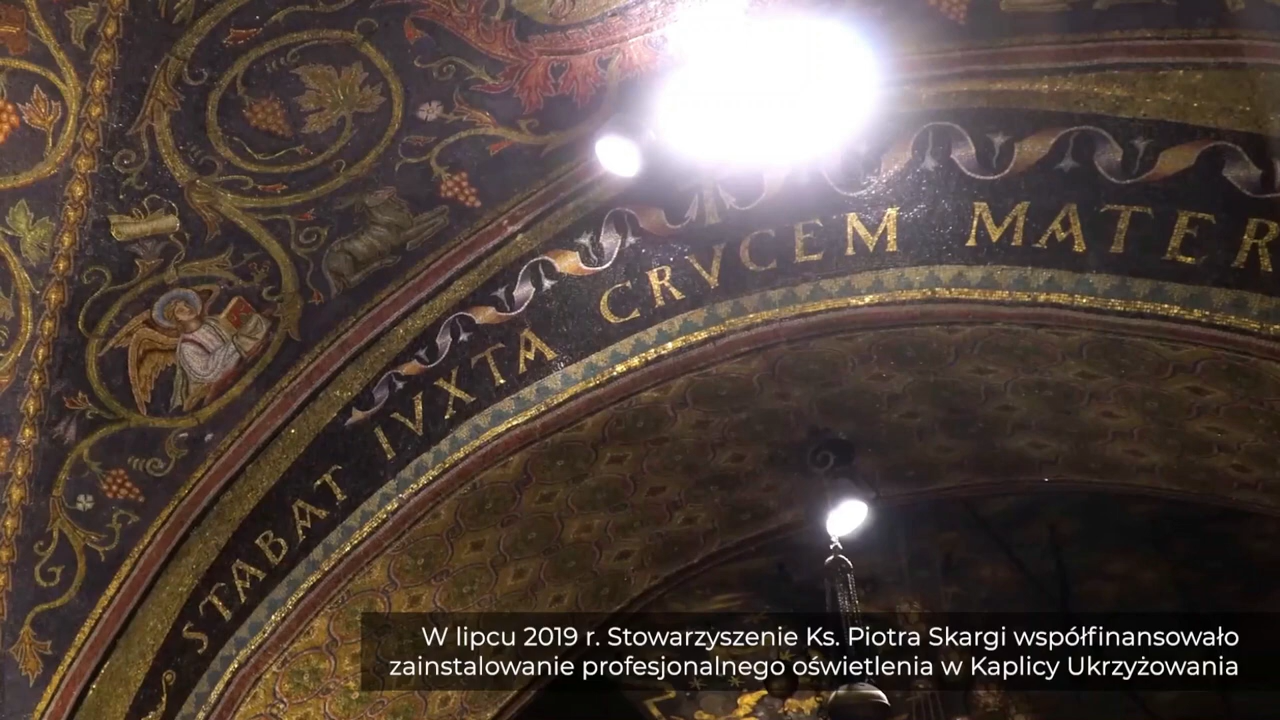 STABAT IVXTA CRVCEM MATER
W lipcu 2019 r. Stowarzyszenie Ks. Piotra Skargi współfinansowało
zainstalowanie profesjonalnego oświetlenia w Kaplicy Ukrzyżowania